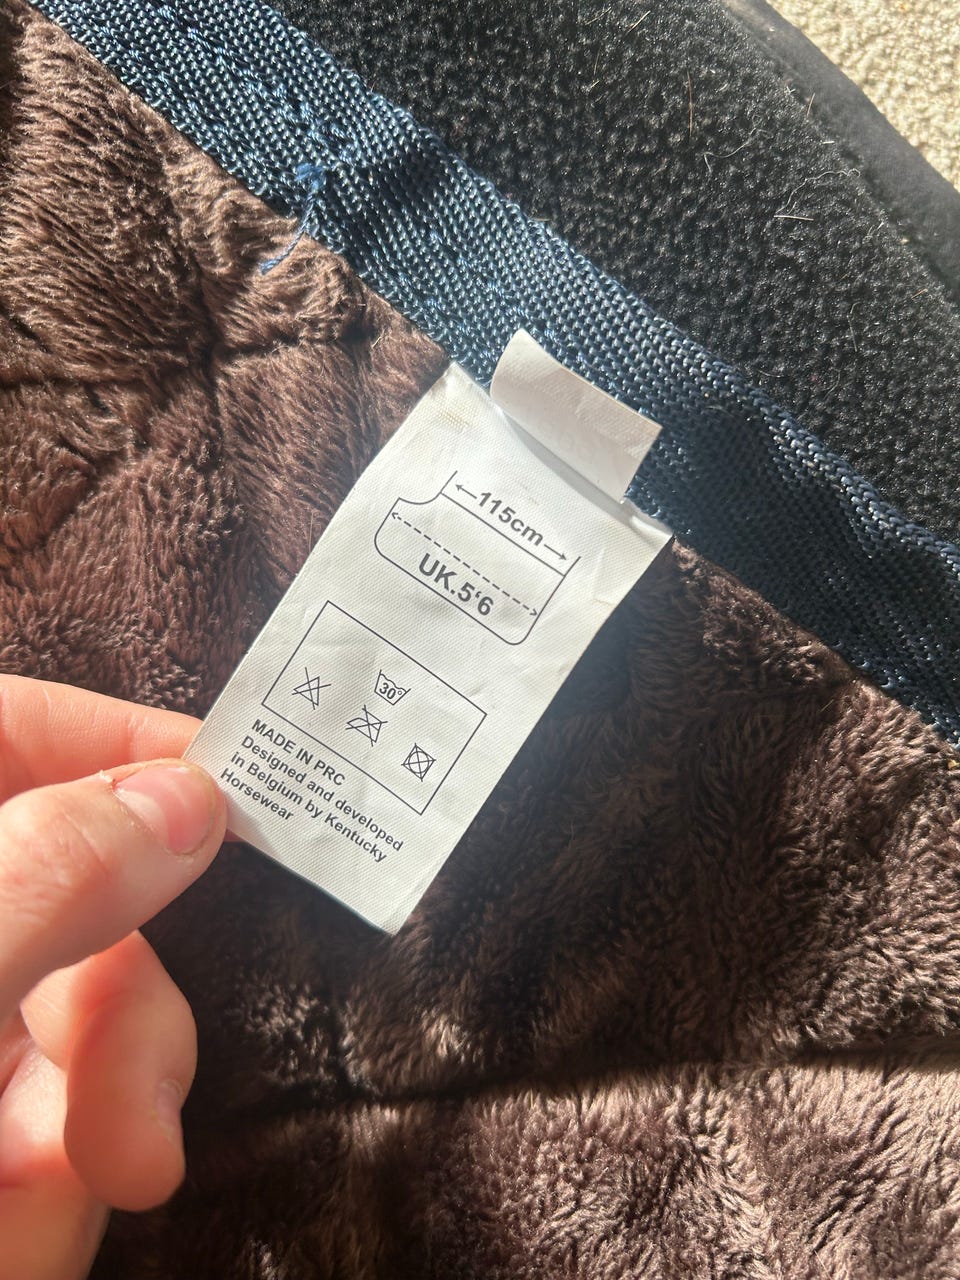 115cm
UK.5'6
30°
MADE IN PRC
Designed and developed
in Belgium by Kentucky
Horsewear